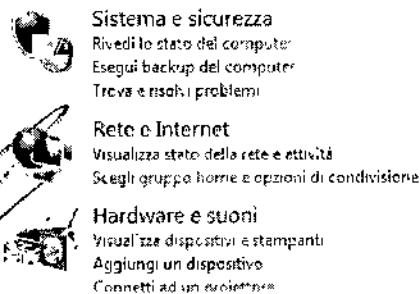 Sistema e sicurezza
Rivedi lo stato del computer
Esegui backup del computer
Trova e risolvi problemi
Rete e Internet
Visualizza stato della rete e attività
Scegli gruppo home e opzioni di condivisione
Hardware e suoni
Visualizza dispositivi e stampanti
Aggiungi un dispositivo
Connetti ad un proiettore